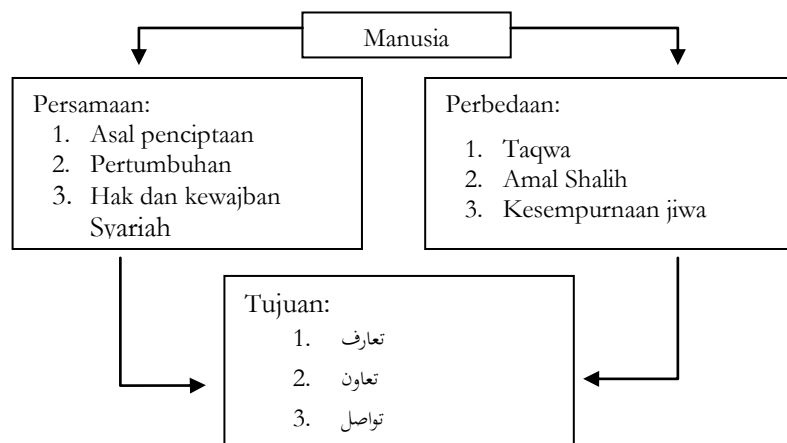 Manusia
Persamaan:
1. Asal penciptaan
2. Pertumbuhan
3. Hak dan kewajban
Syariah
Perbedaan:
1. Taqwa
2. Amal Shalih
3. Kesempurnaan jiwa
Tujuan:
1. تعارف
2. تعاون
3. تواصل